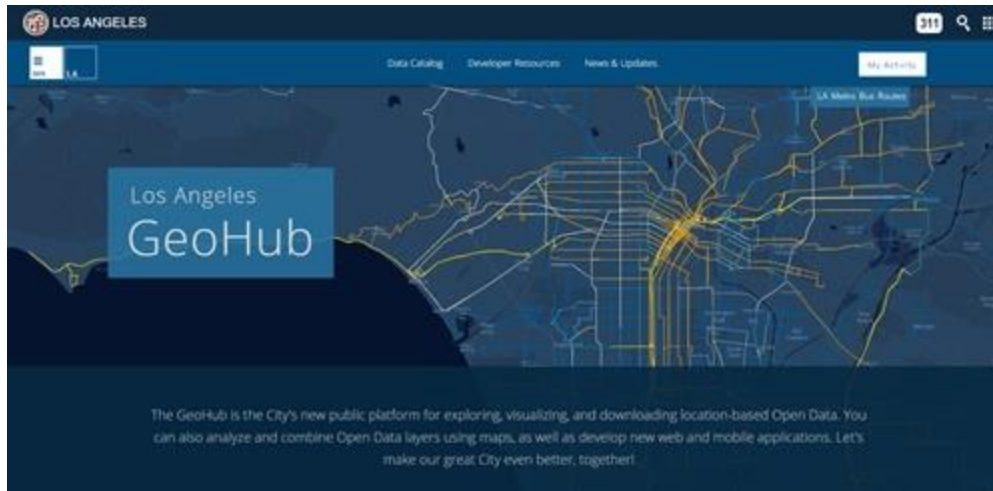 LOS ANGELES
311
LA
Data Catalog Developer Resources News & Updates
My Activity
LA Metro Bus Routes
Los Angeles
GeoHub
The GeoHub is the City's new public platform for exploring, visualizing, and downloading location-based Open Data. You
can also analyze and combine Open Data layers using maps, as well as develop new web and mobile applications. Let's
make our great City even better, together!